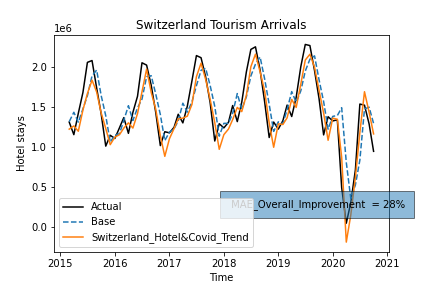 Switzerland Tourism Arrivals
1e6
2.0
1.5
1.0
0.5
0.0
Hotel stays
MAE_Overall_Improvement = 28%
Actual
Base
Switzerland_Hotel&Covid_Trend
2015 2016 2017 2018 2019 2020 2021
Time